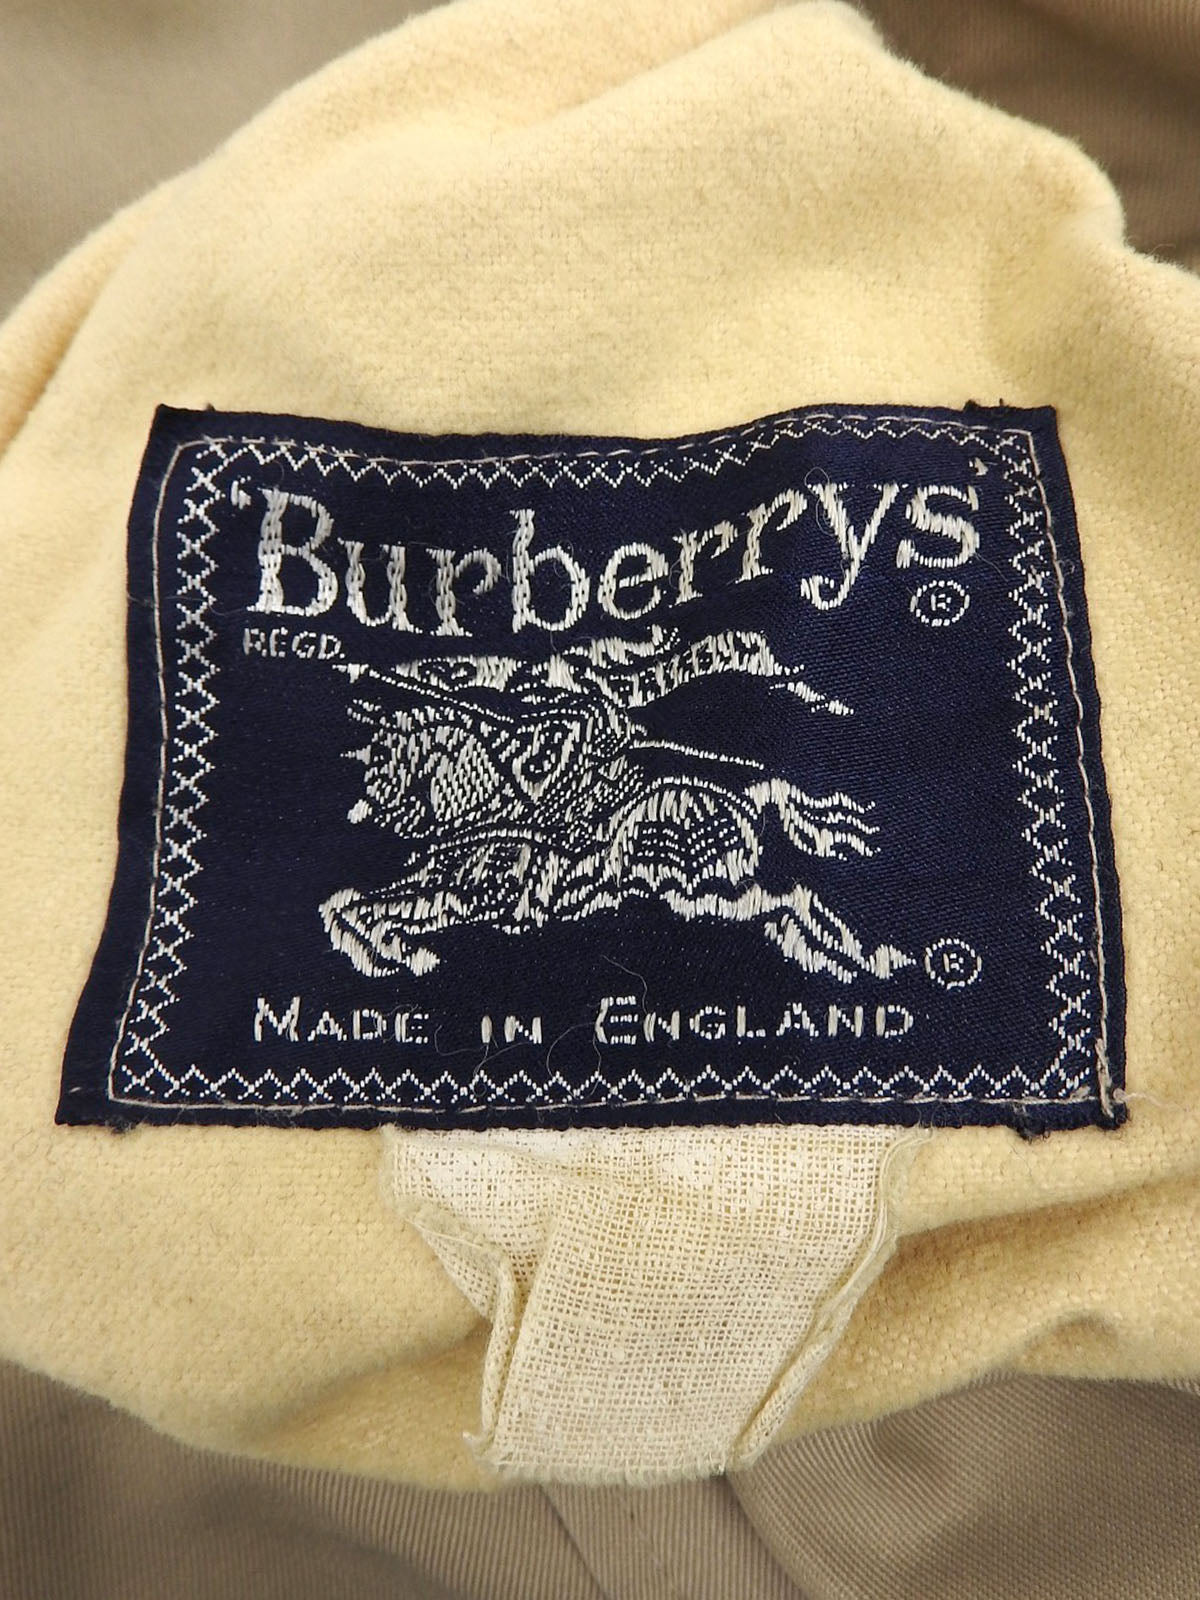 'Burberrys'
REGD. ®
®
MADE IN ENGLAND